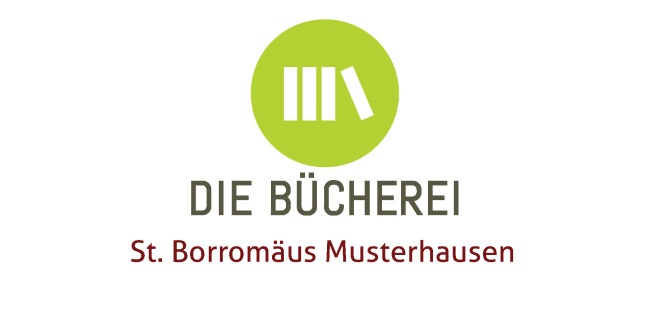 DIE BÜCHEREI
St. Borromäus Musterhausen